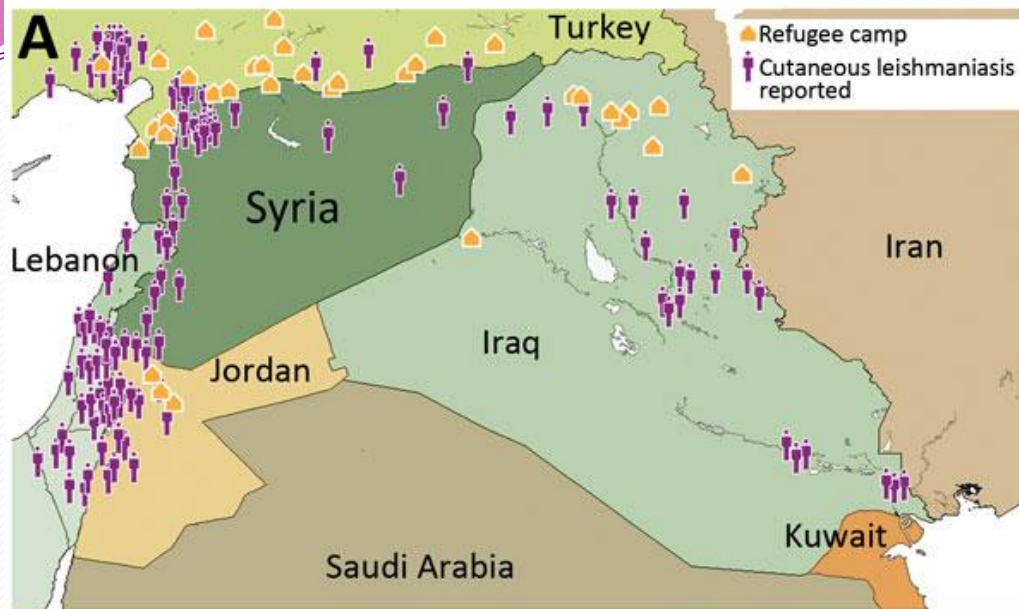 A
Turkey
Refugee camp
Cutaneous leishmaniasis
reported
Syria
Lebanon
Iran
Iraq
Jordan
Kuwait
Saudi Arabia